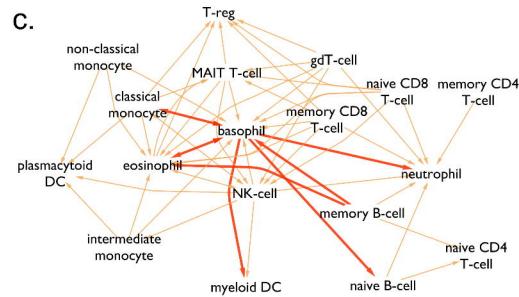 C.
T-reg
non-classical
monocyte
MAIT T-cell
gdT-cell
naive CD8
T-cell
memory CD4
T-cell
classical
monocyte
basophil
memory CD8
T-cell
plasmacytoid
DC
eosinophil
neutrophil
NK-cell
memory B-cell
intermediate
monocyte
naive CD4
T-cell
myeloid DC
naive B-cell